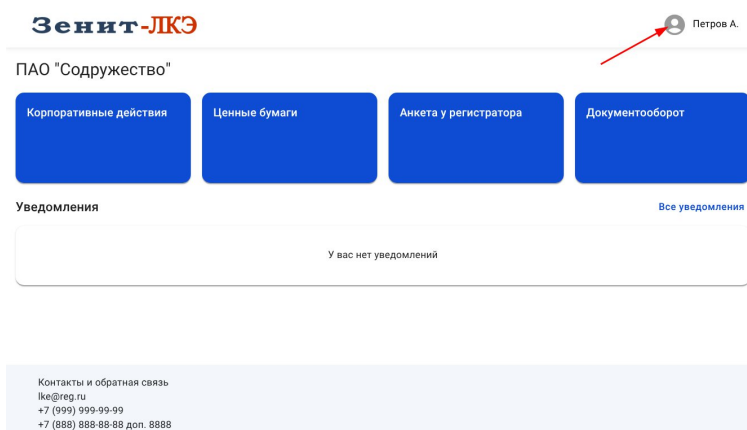 Зенит-ЛКЭ
Петров А.
ПАО "Содружество"
Корпоративные действия
Ценные бумаги
Анкета у регистратора
Документооборот
Уведомления
Все уведомления
У вас нет уведомлений
Контакты и обратная связь
lke@reg.ru
+7 (999) 999-99-99
+7 (888) 888-88-88 доп. 8888